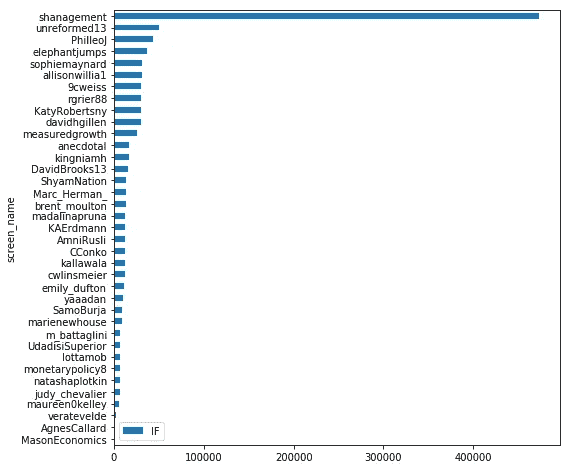 shanagement
unreformed13
PhilleoJ
elephantjumps
sophiemaynard
allisonwillia1
9cweiss
rgrier88
KatyRobertsny
davidhgillen
measuredgrowth
anecdotal
kingniamh
DavidBrooks13
ShyamNation
Marc_Herman_
brent_moulton
madalinapruna
KAErdmann
AmniRusli
CConko
kallawala
cwlinsmeier
emily_dufton
yaaadan
SamoBurja
marienewhouse
m_battaglini
UdadisiSuperior
lottamob
monetarypolicy8
natashaplotkin
judy_chevalier
maureen0kelley
veratevelde
AgnesCallard
MasonEconomics
screen_name
IF
0 100000 200000 300000 400000